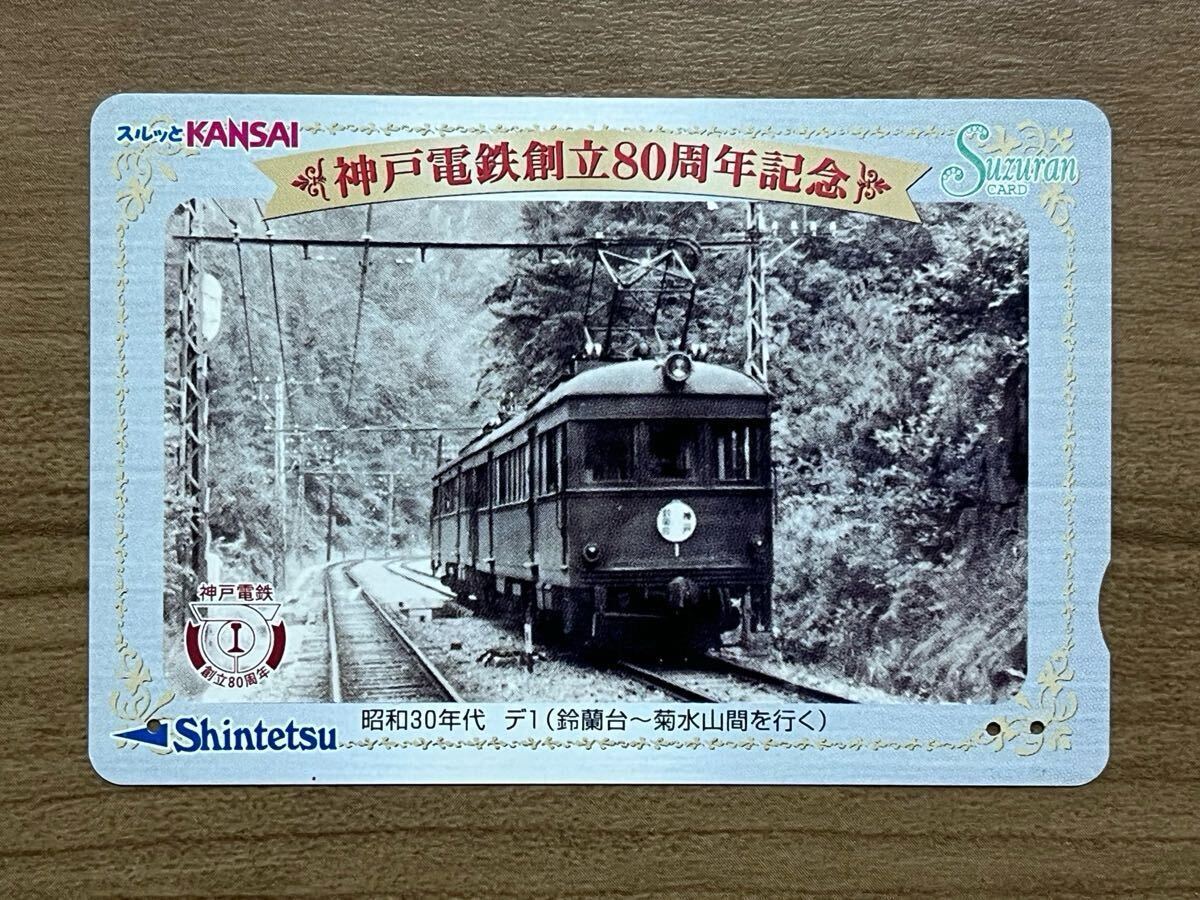 スルッとKANSAI
神戸電鉄創立80周年記念
Suzuran
CARD
神戸電鉄
創立80周年
Shintetsu
昭和30年代 デ1(鈴蘭台～菊水山間を行く)